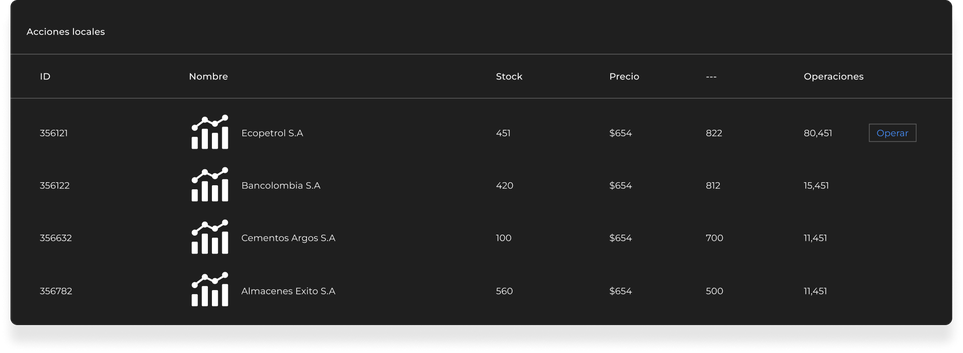 Acciones locales
ID Nombre Stock Precio --- Operaciones
356121 Ecopetrol S.A 451 $654 822 80,451 Operar
356122 Bancolombia S.A 420 $654 812 15,451
356632 Cementos Argos S.A 100 $654 700 11,451
356782 Almacenes Exito S.A 560 $654 500 11,451